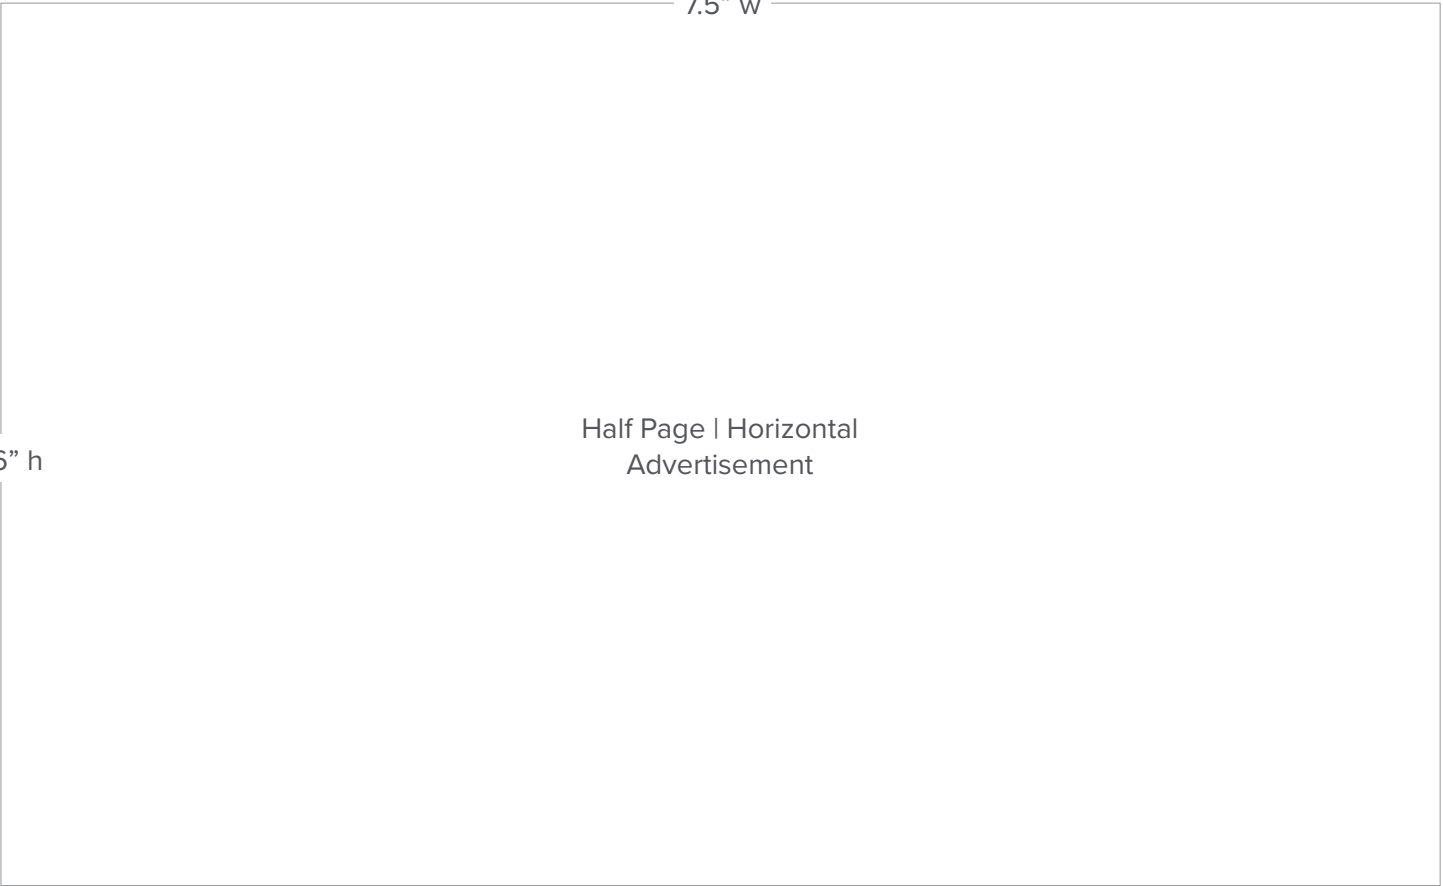 7.5” w
Half Page | Horizontal
” h
Advertisement